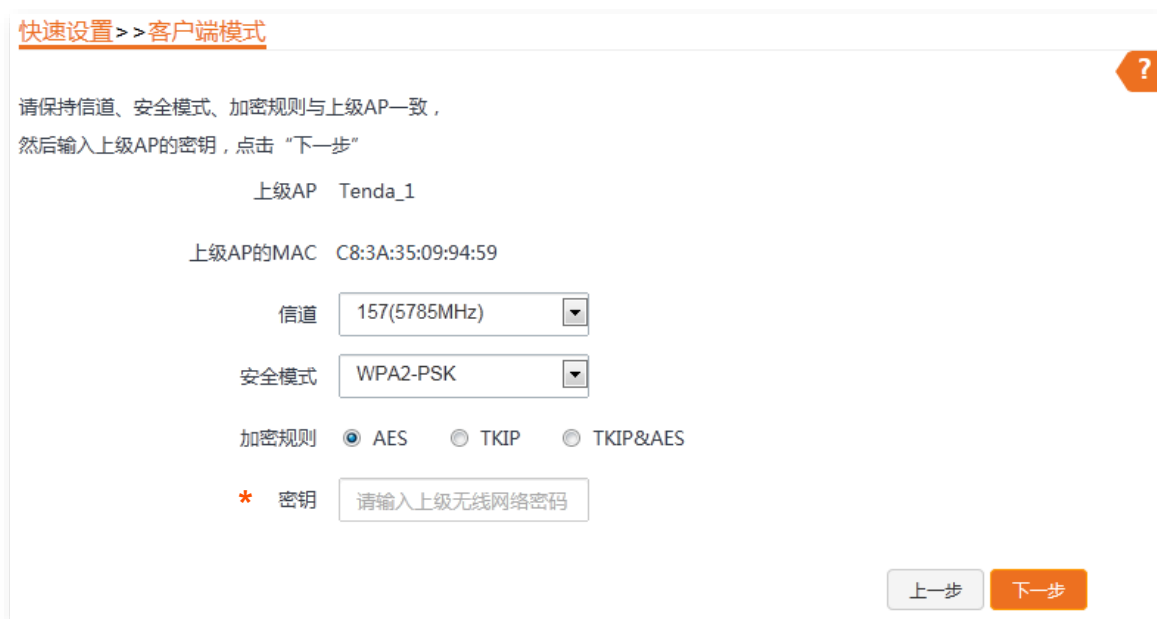 快速设置>>客户端模式
?
请保持信道、安全模式、加密规则与上级AP一致，
然后输入上级AP的密钥，点击“下一步”
上级AP Tenda_1
上级AP的MAC C8:3A:35:09:94:59
信道 157(5785MHz)
安全模式 WPA2-PSK
加密规则 AES TKIP TKIP&AES
* 密钥 请输入上级无线网络密码
上一步 下一步